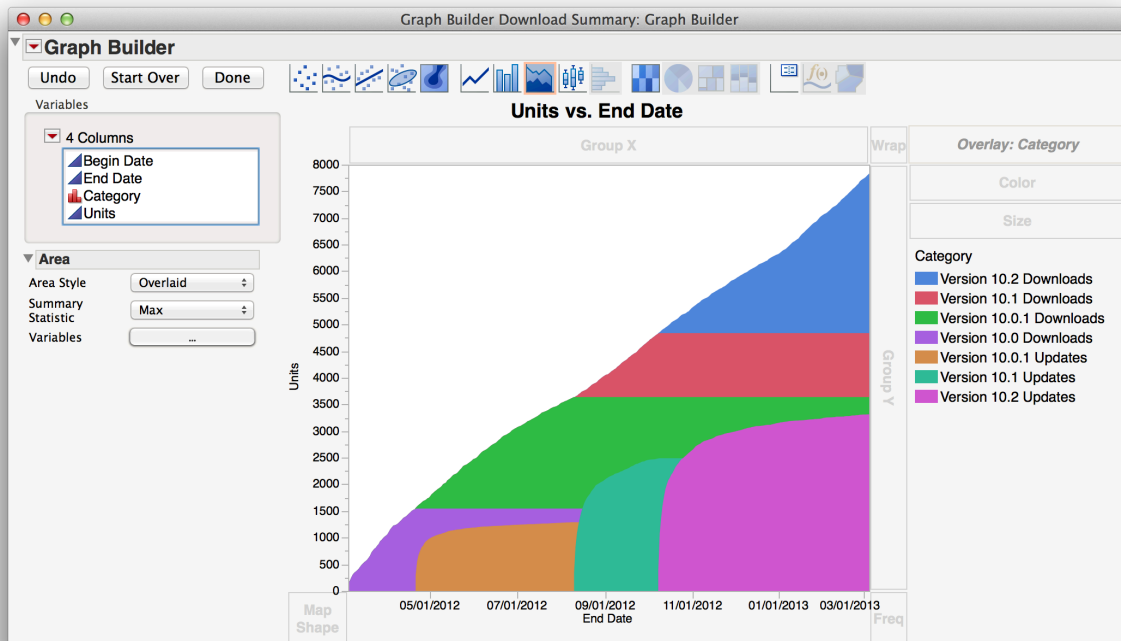 Graph Builder Download Summary: Graph Builder
Graph Builder
Undo
Start Over
Done
Variables
4 Columns
Begin Date
End Date
Category
Units
Area
Area Style
Overlaid
Summary
Statistic
Max
Variables
...
Units vs. End Date
Group X
Wrap
Overlay: Category
Color
Size
Category
Version 10.2 Downloads
Version 10.1 Downloads
Version 10.0.1 Downloads
Version 10.0 Downloads
Version 10.0.1 Updates
Version 10.1 Updates
Version 10.2 Updates
Group Y
Units
8000
7500
7000
6500
6000
5500
5000
4500
4000
3500
3000
2500
2000
1500
1000
500
0
05/01/2012 07/01/2012 09/01/2012 11/01/2012 01/01/2013 03/01/2013
End Date
Map
Shape
Freq